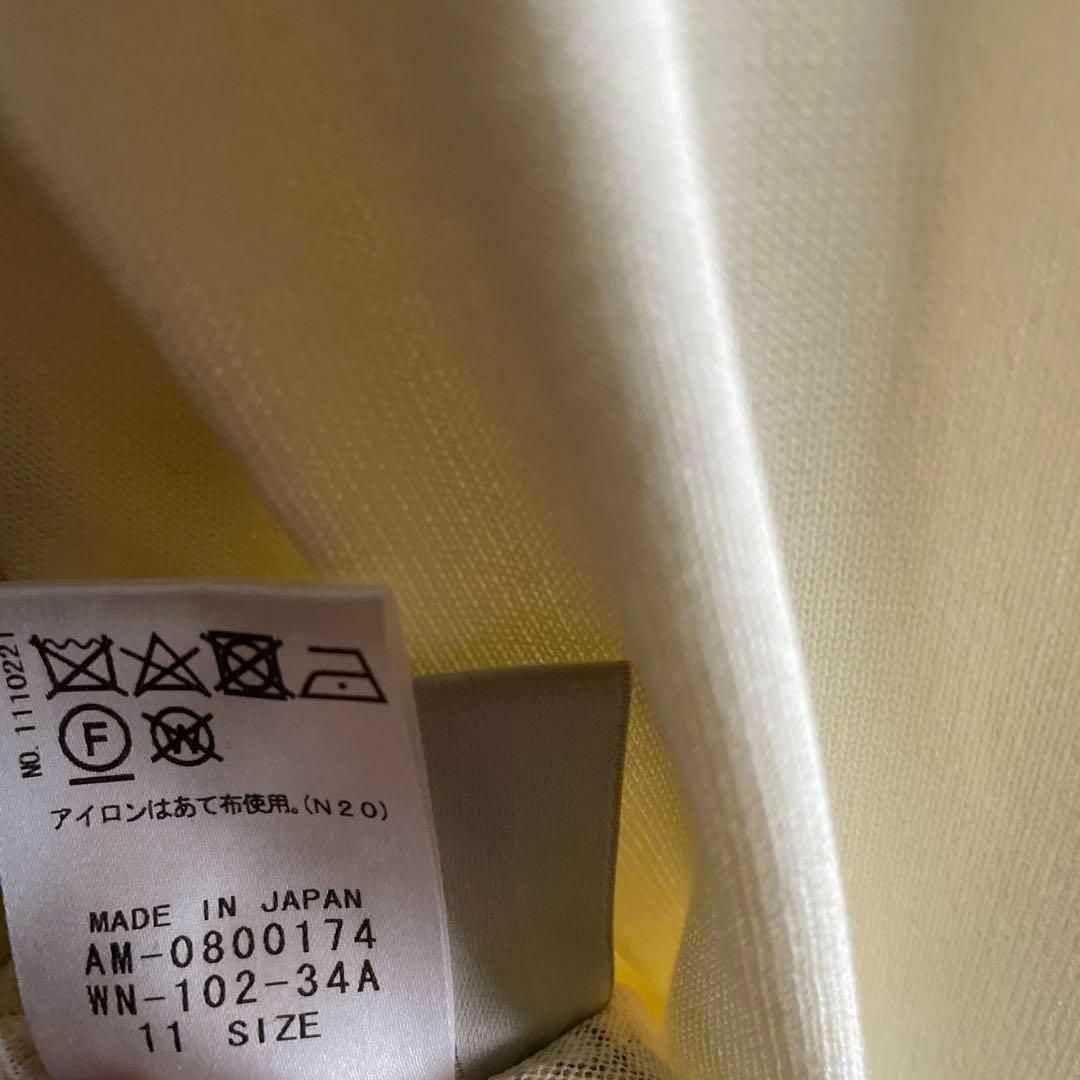 NO. 1110221
F
W
アイロンはあて布使用。(N20)
MADE IN JAPAN
AM-0800174
WN-102-34A
11 SIZE